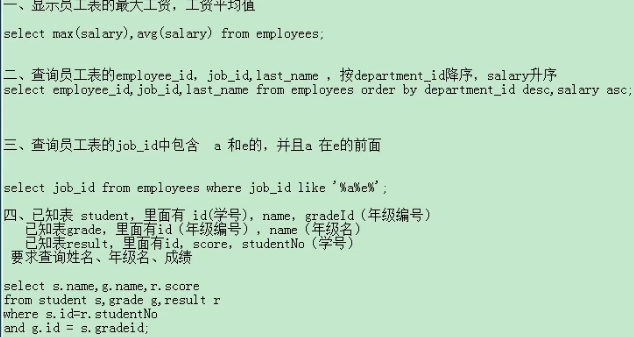 一、显示员工表的最大工资，工资平均值
select max(salary),avg(salary) from employees;
二、查询员工表的employee_id，job_id,last_name ，按department_id降序，salary升序
select employee_id,job_id,last_name from employees order by department_id desc,salary asc;
三、查询员工表的job_id中包含  a 和e的，并且a 在e的前面
select job_id from employees where job_id like '%a%e%';
四、已知表 student，里面有 id(学号)，name，gradeId（年级编号）
已知表grade，里面有id（年级编号），name（年级名）
已知表result，里面有id，score，studentNo（学号）
要求查询姓名、年级名、成绩
select s.name,g.name,r.score
from student s,grade g,result r
where s.id=r.studentNo
and g.id = s.gradeid;